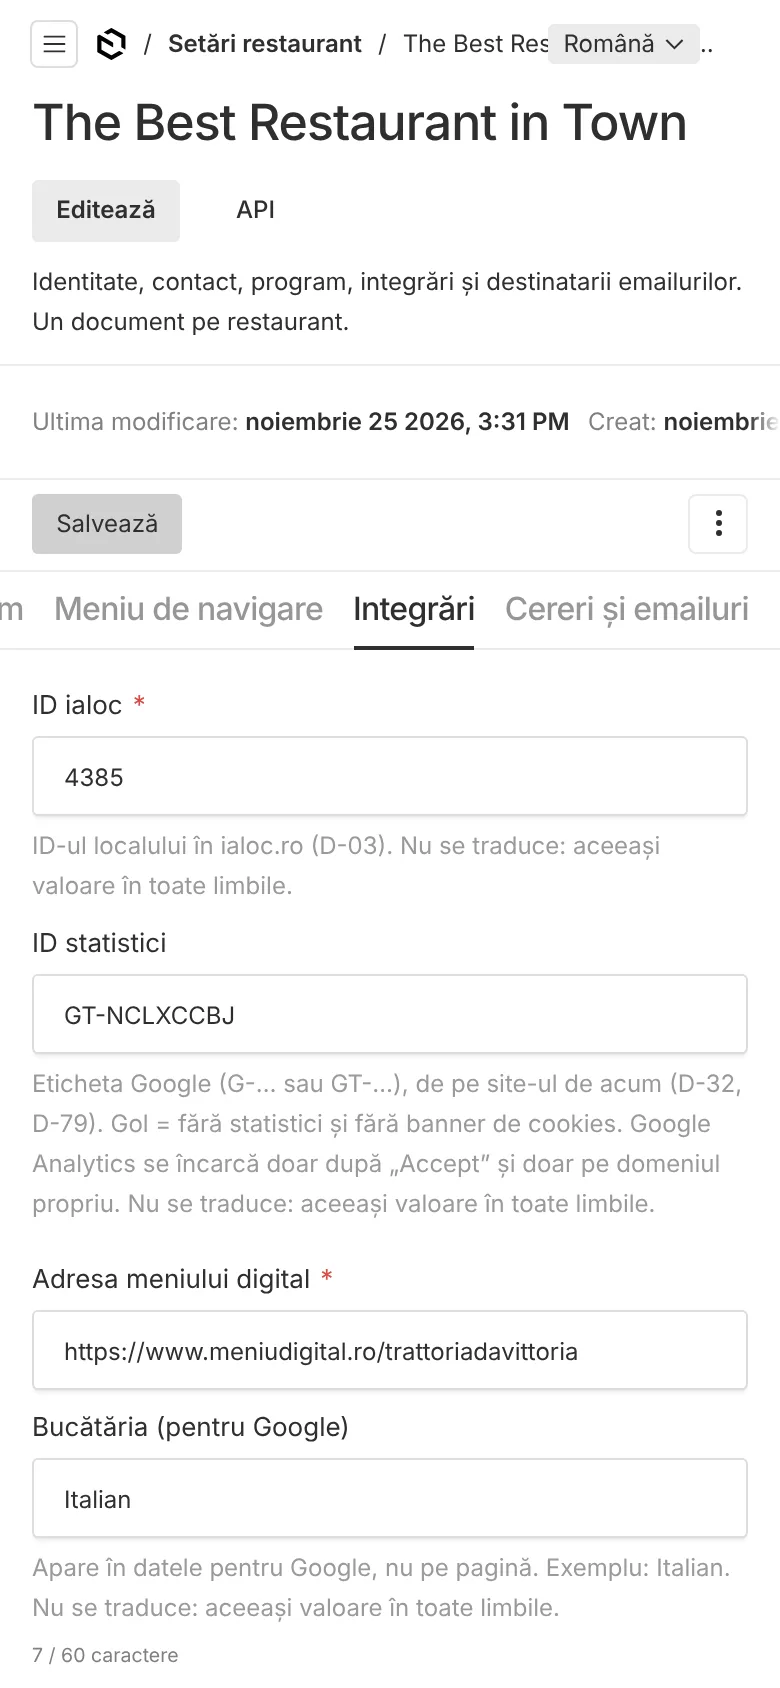 / Setări restaurant / The Best Res Română ..
The Best Restaurant in Town
Editează API
Identitate, contact, program, integrări și destinatarii emailurilor.
Un document pe restaurant.
Ultima modificare: noiembrie 25 2026, 3:31 PM Creat: noiembrie
Salvează
m Meniu de navigare Integrări Cereri și emailuri
ID ialoc *
4385
ID-ul localului în ialoc.ro (D-03). Nu se traduce: aceeași
valoare în toate limbile.
ID statistici
GT-NCLXCCBJ
Eticheta Google (G-... sau GT-...), de pe site-ul de acum (D-32,
D-79). Gol = fără statistici și fără banner de cookies. Google
Analytics se încarcă doar după „Accept” și doar pe domeniul
propriu. Nu se traduce: aceeași valoare în toate limbile.
Adresa meniului digital *
https://www.meniudigital.ro/trattoriadavittoria
Bucătăria (pentru Google)
Italian
Apare în datele pentru Google, nu pe pagină. Exemplu: Italian.
Nu se traduce: aceeași valoare în toate limbile.
7 / 60 caractere